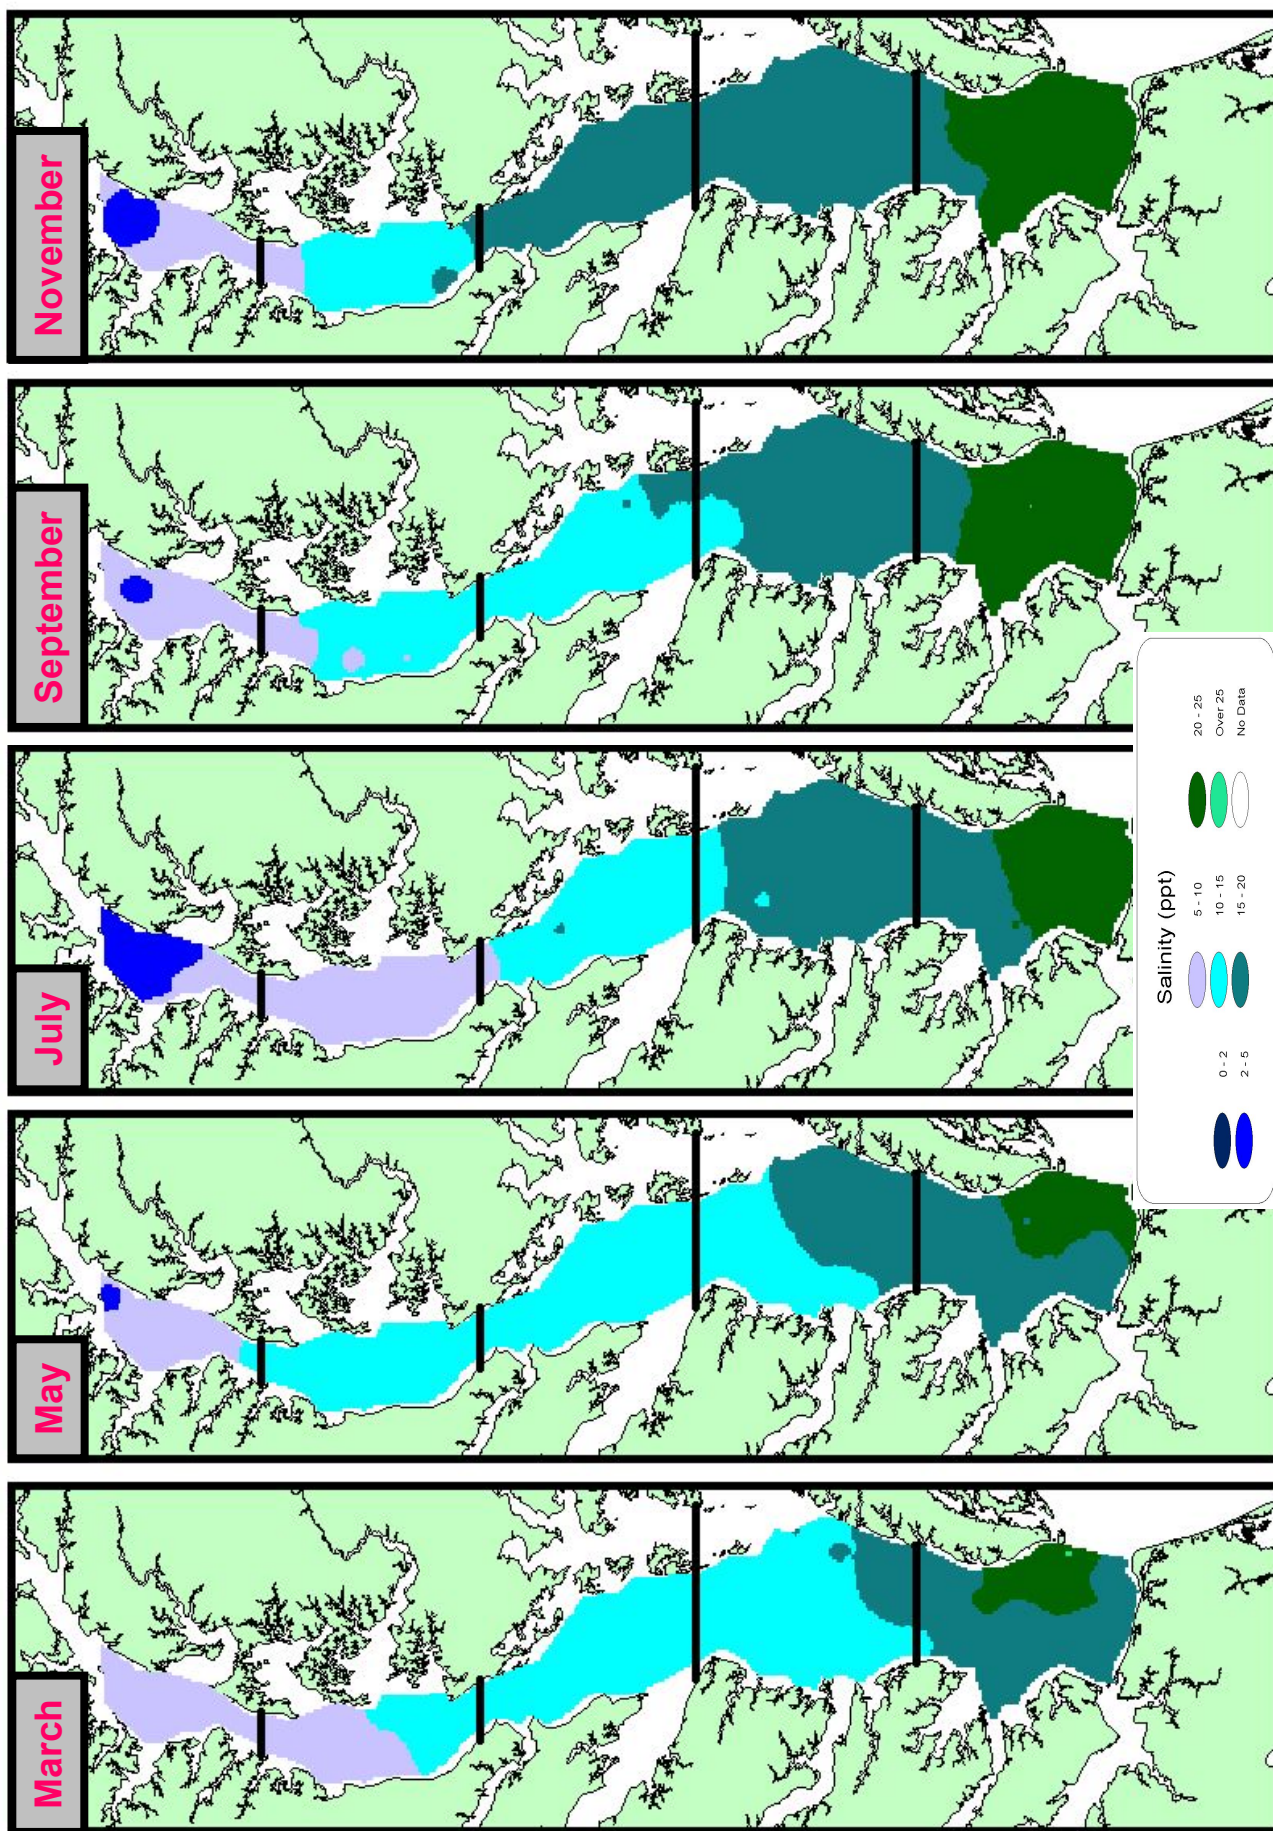 March
May
July
September
November
Salinity (ppt)
0 - 2
2 - 5
5 - 10
10 - 15
15 - 20
20 - 25
Over 25
No Data